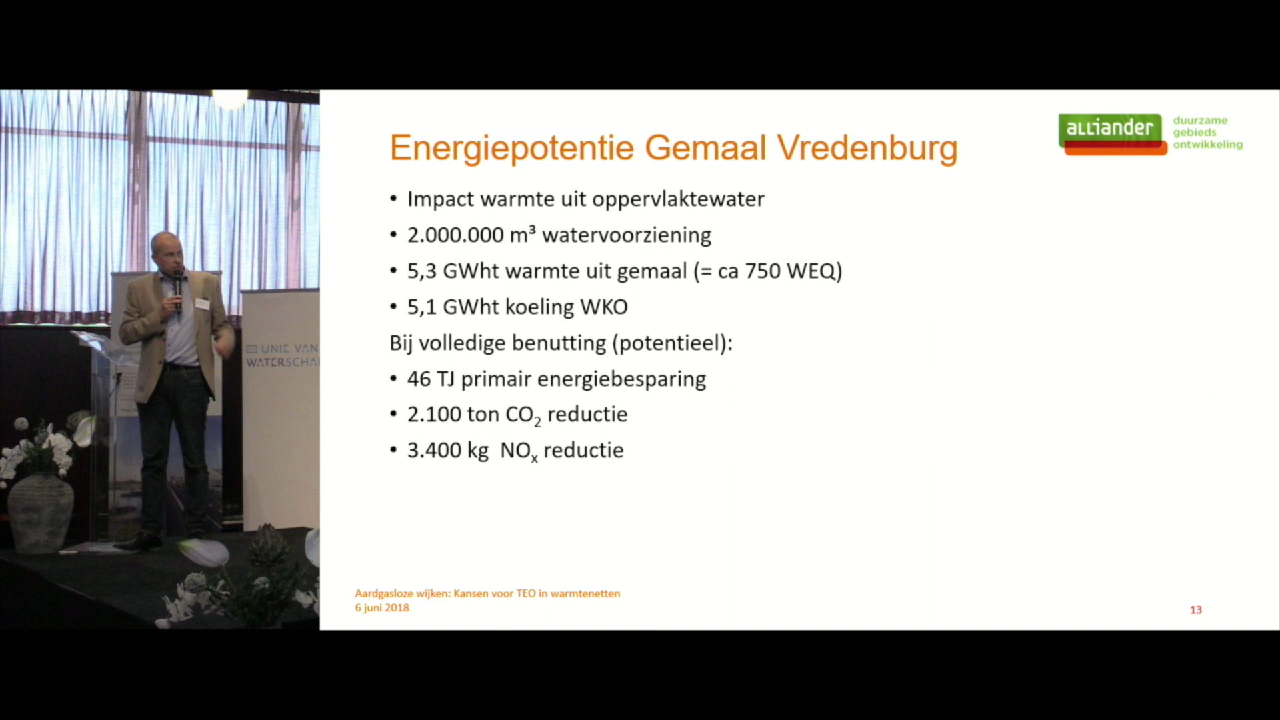 Energiepotentie Gemaal Vredenburg
alliander
duurzame
gebieds
ontwikkeling
• Impact warmte uit oppervlaktewater
• 2.000.000 m³ watervoorziening
• 5,3 GWht warmte uit gemaal (= ca 750 WEQ)
• 5,1 GWht koeling WKO
Bij volledige benutting (potentieel):
• 46 TJ primair energiebesparing
• 2.100 ton CO₂ reductie
• 3.400 kg  NOₓ reductie
UNIE VAN
WATERSCHA
Aardgasloze wijken: Kansen voor TEO in warmtenetten
6 juni 2018
13